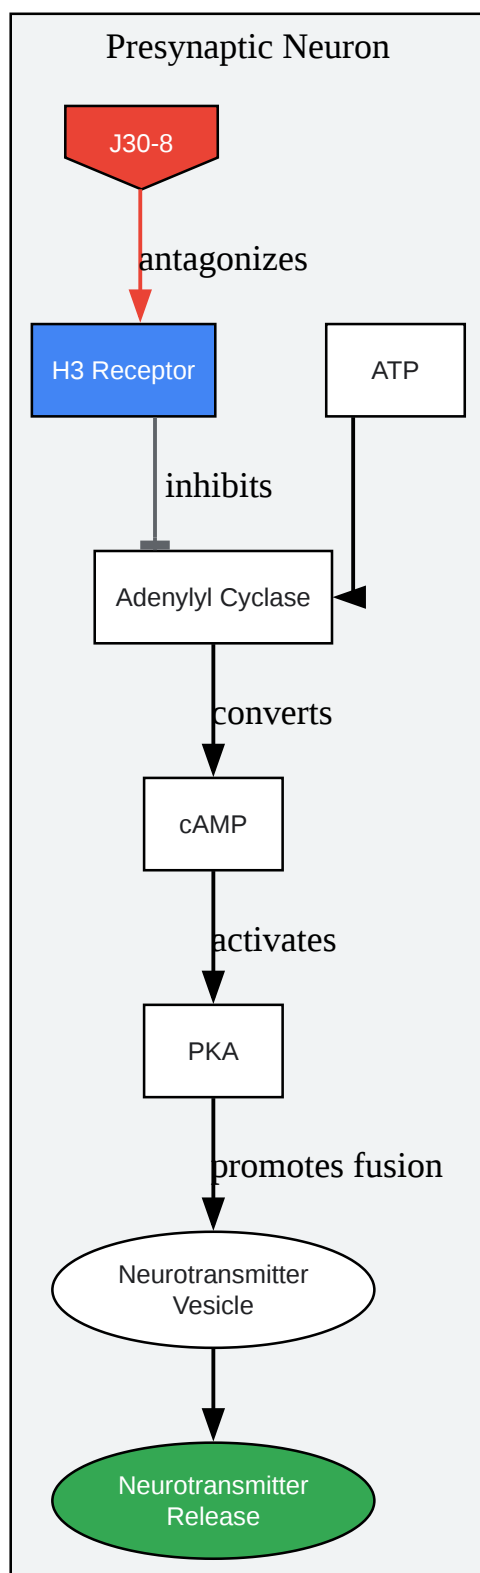 Presynaptic Neuron
J30-8
antagonizes
H3 Receptor
ATP
inhibits
Adenylyl Cyclase
converts
cAMP
activates
PKA
promotes fusion
Neurotransmitter
Vesicle
Neurotransmitter
Release